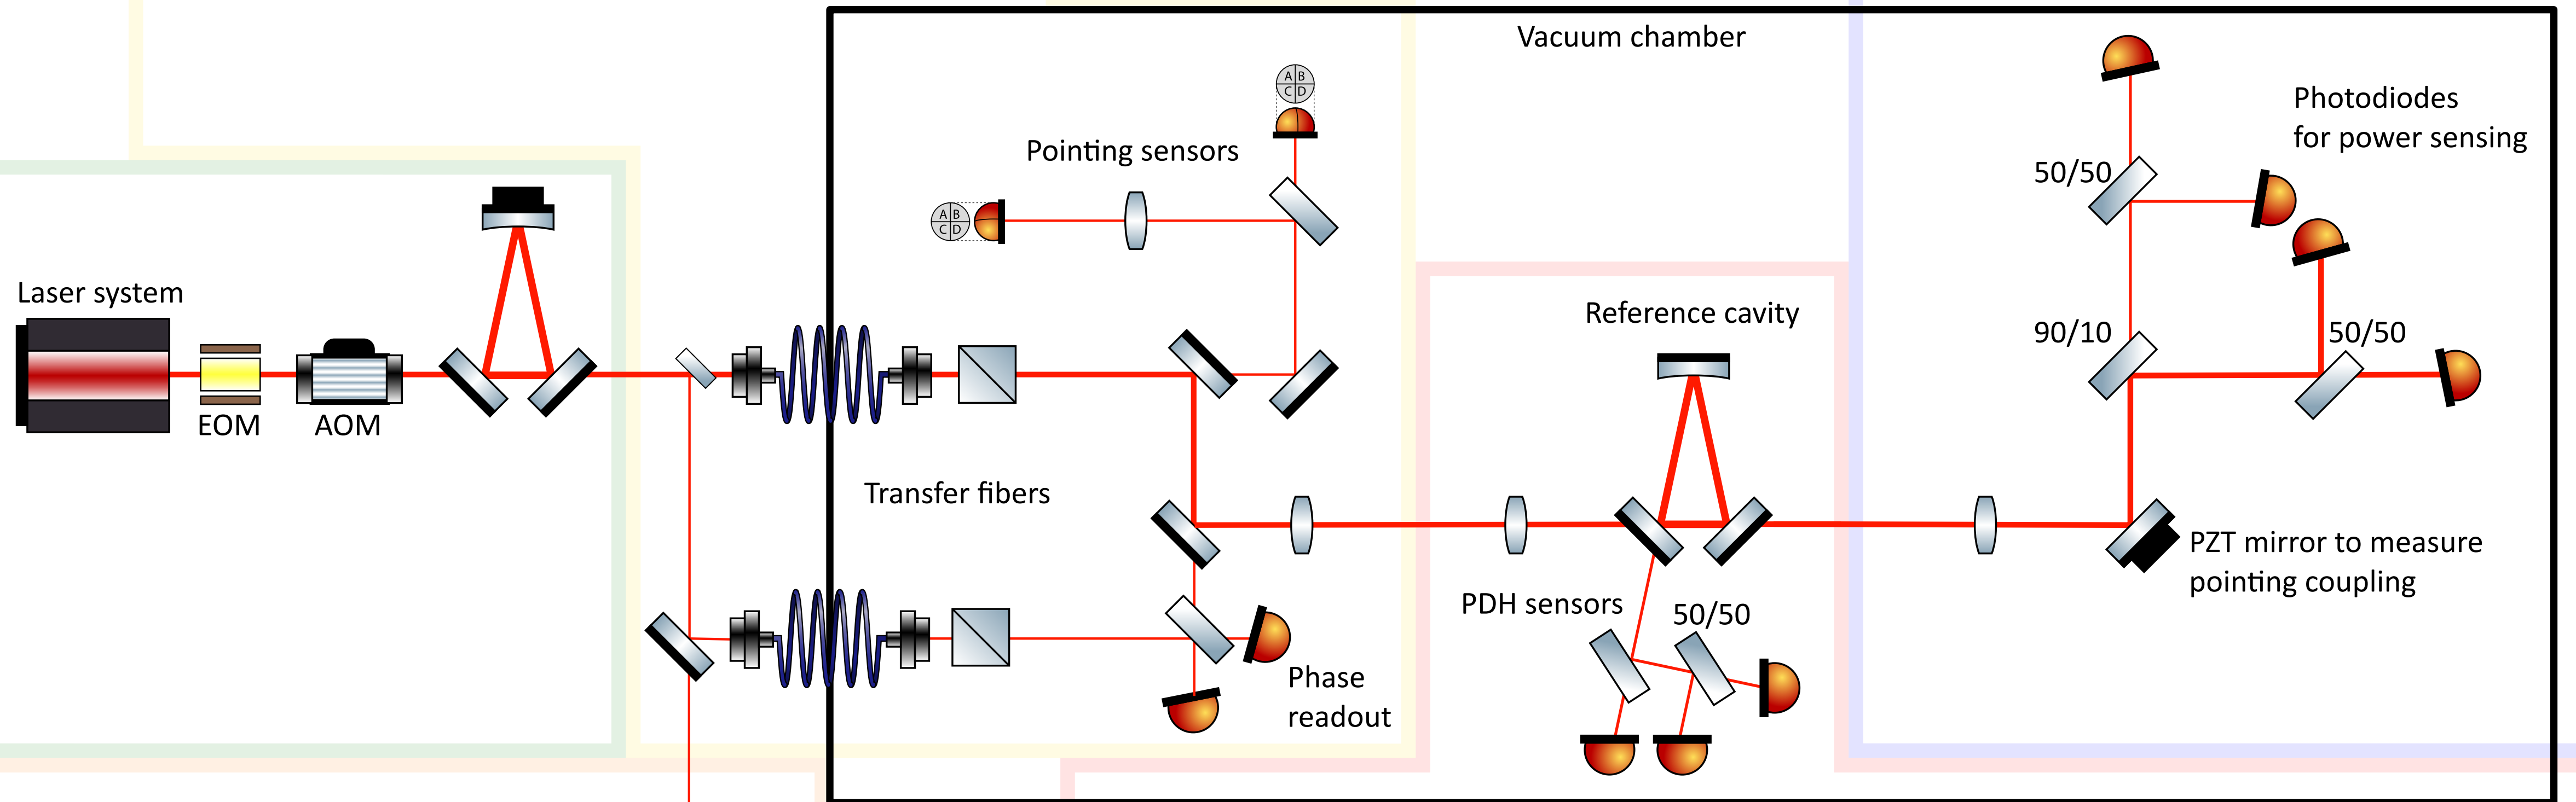 Vacuum chamber
A B
C D
Photodiodes
for power sensing
Pointing sensors
50/50
A B
C D
Laser system
Reference cavity
90/10
50/50
EOM
AOM
Transfer fibers
PZT mirror to measure
pointing coupling
PDH sensors
50/50
Phase
readout